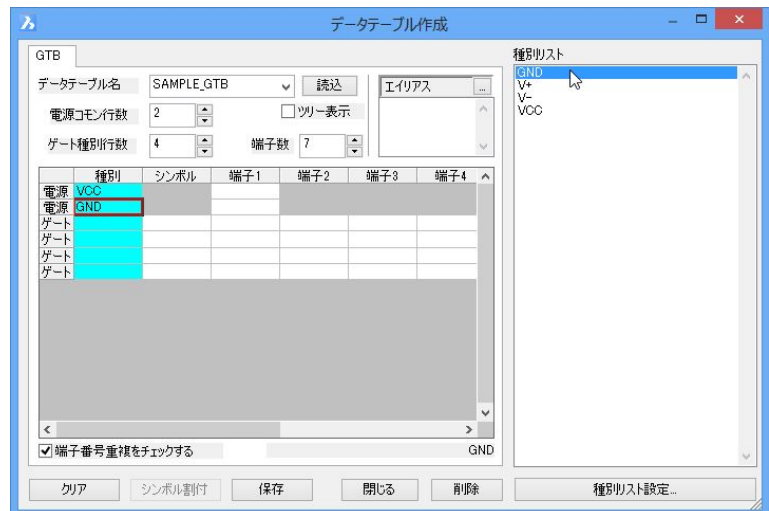 データテーブル作成
GTB
種別リスト
データテーブル名 SAMPLE_GTB 読込 エイリアス ...
電源コモン行数 2 ツリー表示
ゲート種別行数 4 端子数 7
GND
V+
V-
VCC
種別 シンボル 端子1 端子2 端子3 端子4
電源 VCC
電源 GND
ゲート
ゲート
ゲート
ゲート
端子番号重複をチェックする GND
クリア シンボル割付 保存 閉じる 削除 種別リスト設定...